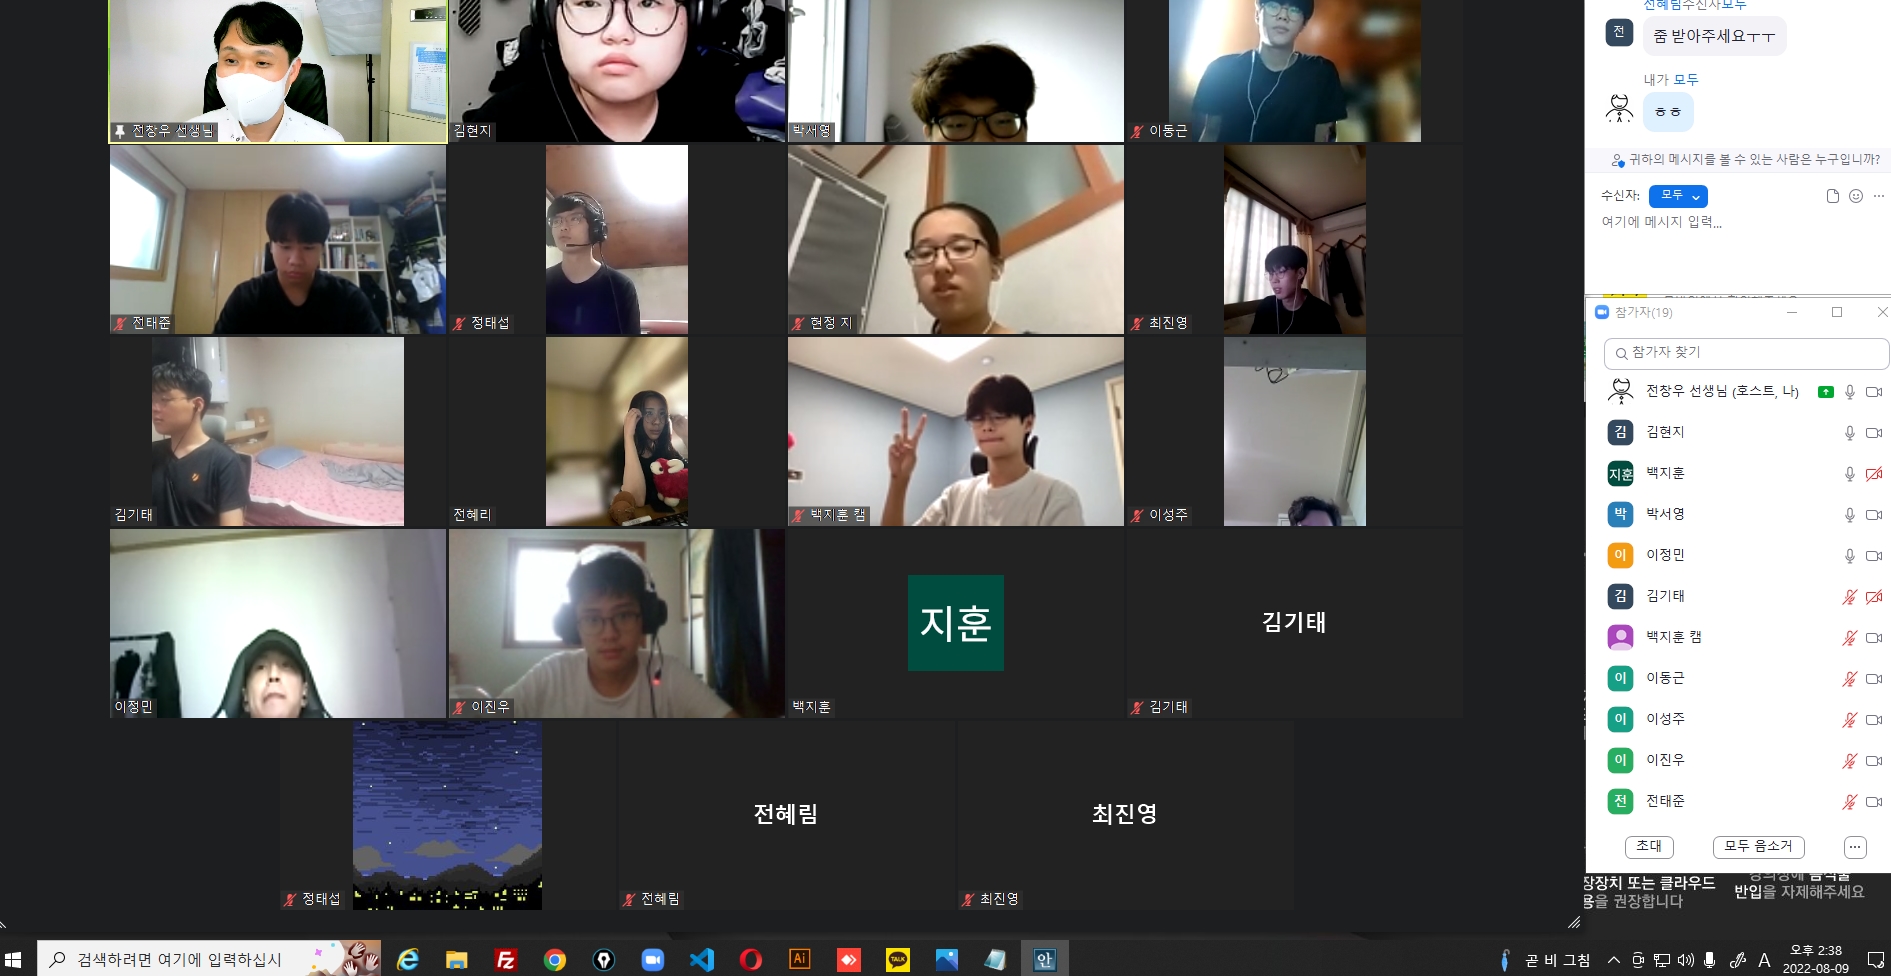 전창우 선생님
김현지
박서영
이동근
전태준
정태섭
현정 지
최진영
김기태
전혜리
백지훈 캠
이성주
이정민
이진우
지훈
백지훈
김기태
김기태
정태섭
전혜림
전혜림
최진영
최진영
전혜림수신자모두
전
줌 받아주세요ㅜㅜ
내가 모두
ㅎㅎ
귀하의 메시지를 볼 수 있는 사람은 누구입니까?
수신자: 모두
여기에 메시지 입력...
참가자(19)
참가자 찾기
전창우 선생님 (호스트, 나)
김 김현지
지훈 백지훈
박 박서영
이 이정민
김 김기태
백지훈 캠
이 이동근
이 이성주
이 이진우
전 전태준
초대 모두 음소거 ...
장장치 또는 클라우드
용을 권장합니다
반입을 자제해주세요
검색하려면 여기에 입력하십시
Fz
Ai
TALK
안
곧 비 그침
A
오후 2:38
2022-08-09